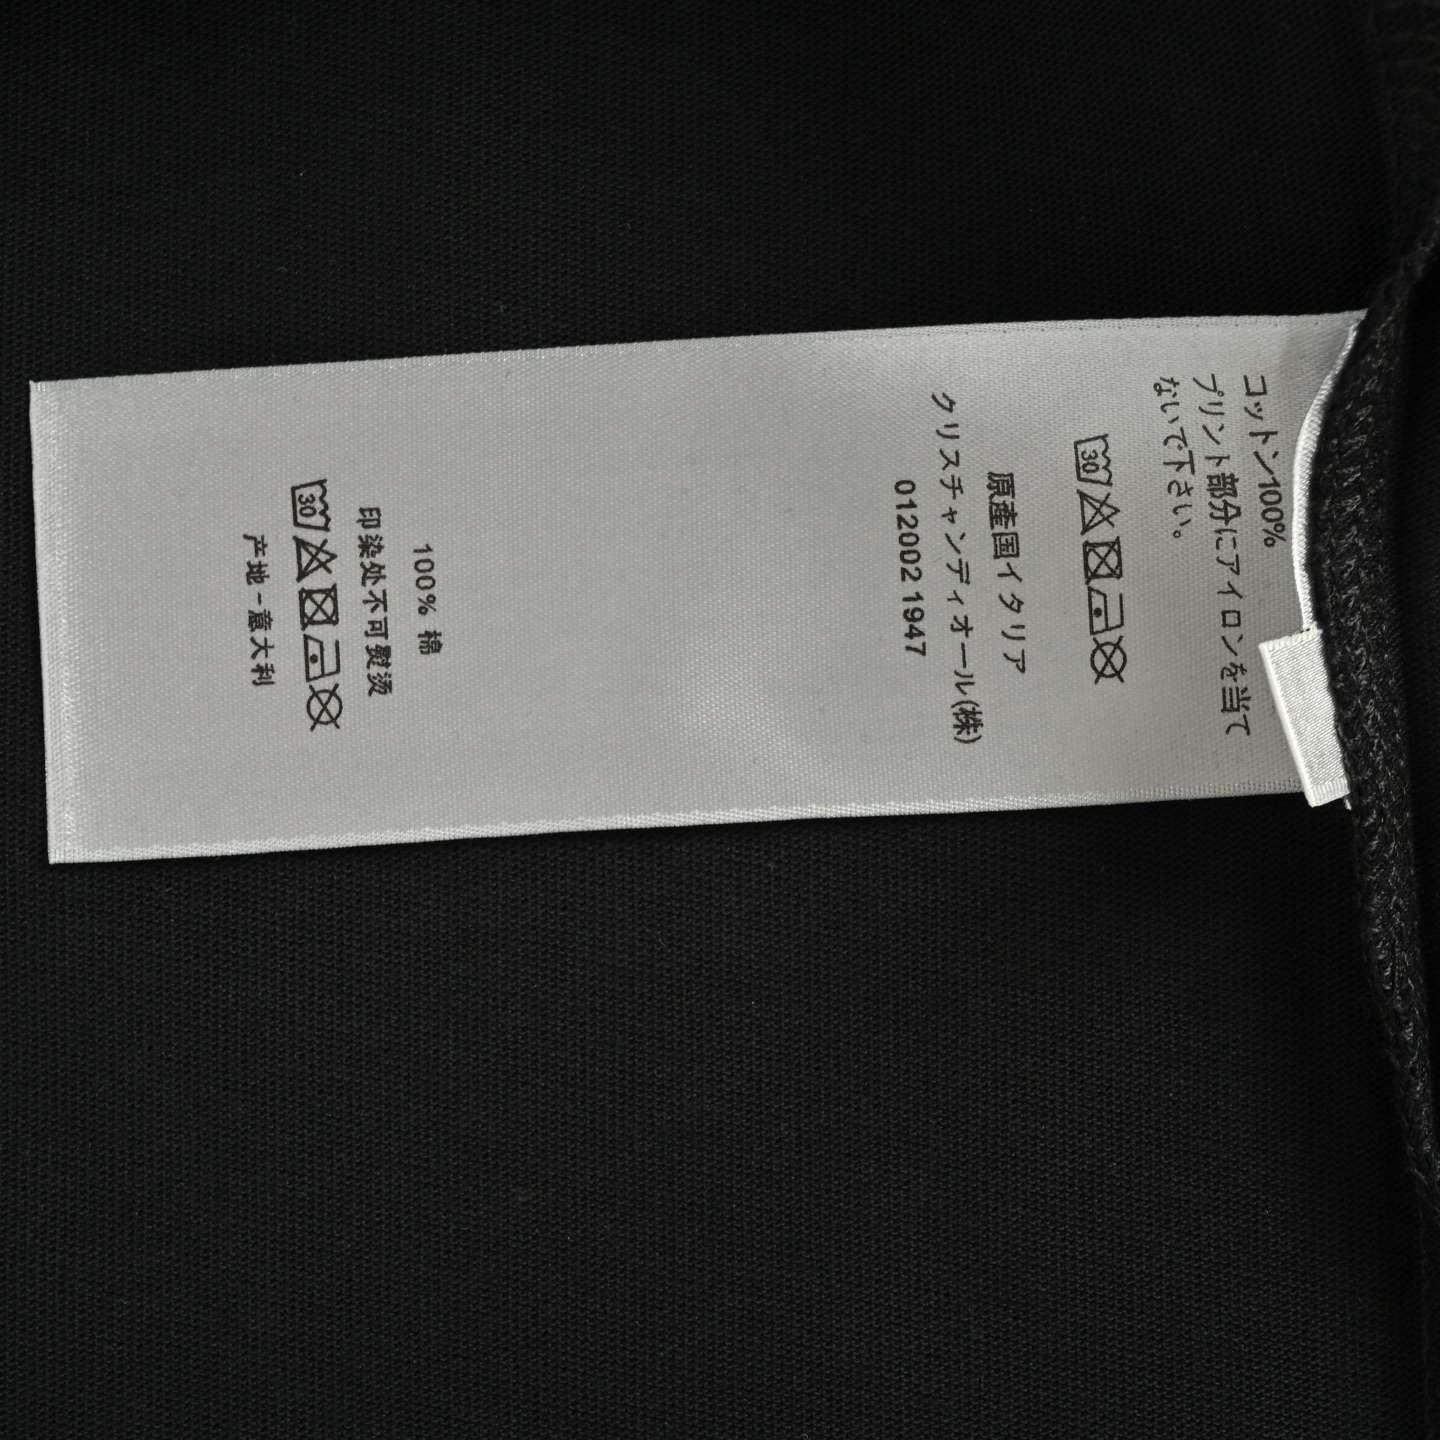 コットン100%
プリント部分にアイロンを当て
ないで下さい。
30
原産国イタリア
クリスチャンディオール(株)
012002 1947
100% 棉
印染处不可熨烫
30
产地-意大利